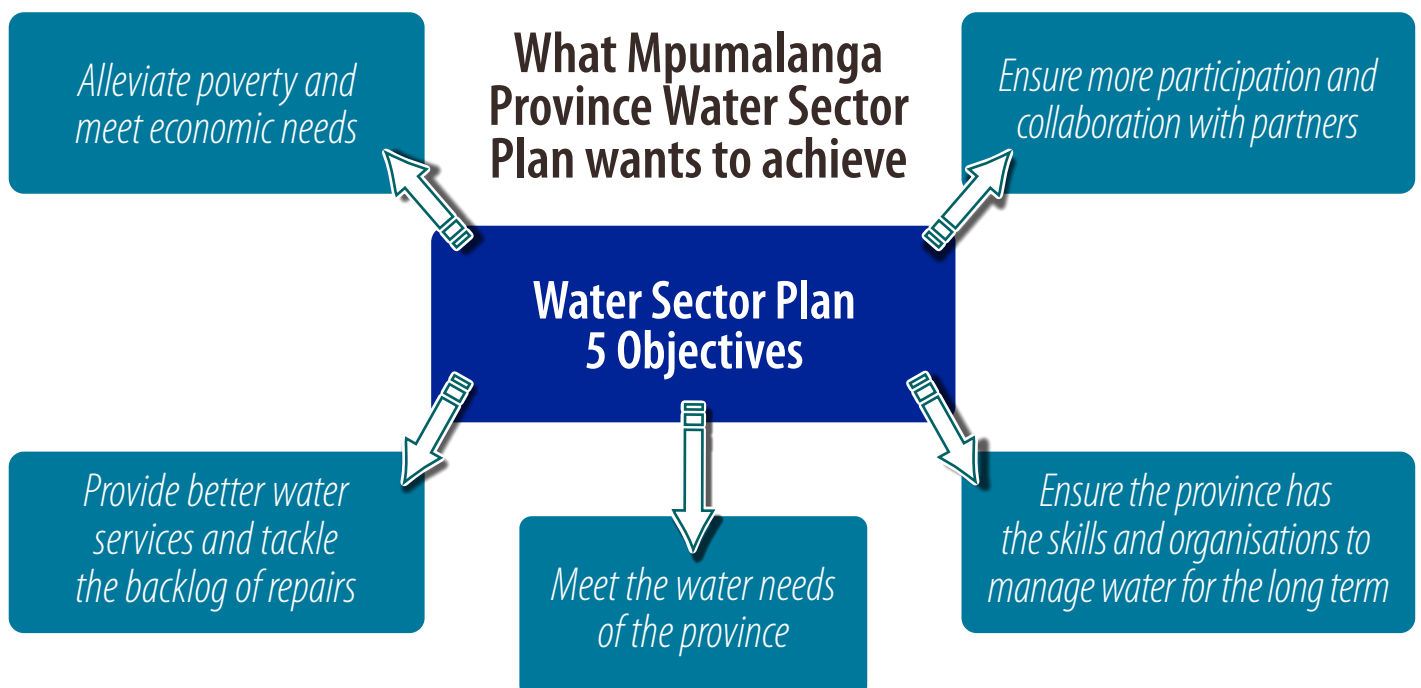 What Mpumalanga
Province Water Sector
Plan wants to achieve
Alleviate poverty and
meet economic needs
Ensure more participation and
collaboration with partners
Water Sector Plan
5 Objectives
Provide better water
services and tackle
the backlog of repairs
Meet the water needs
of the province
Ensure the province has
the skills and organisations to
manage water for the long term